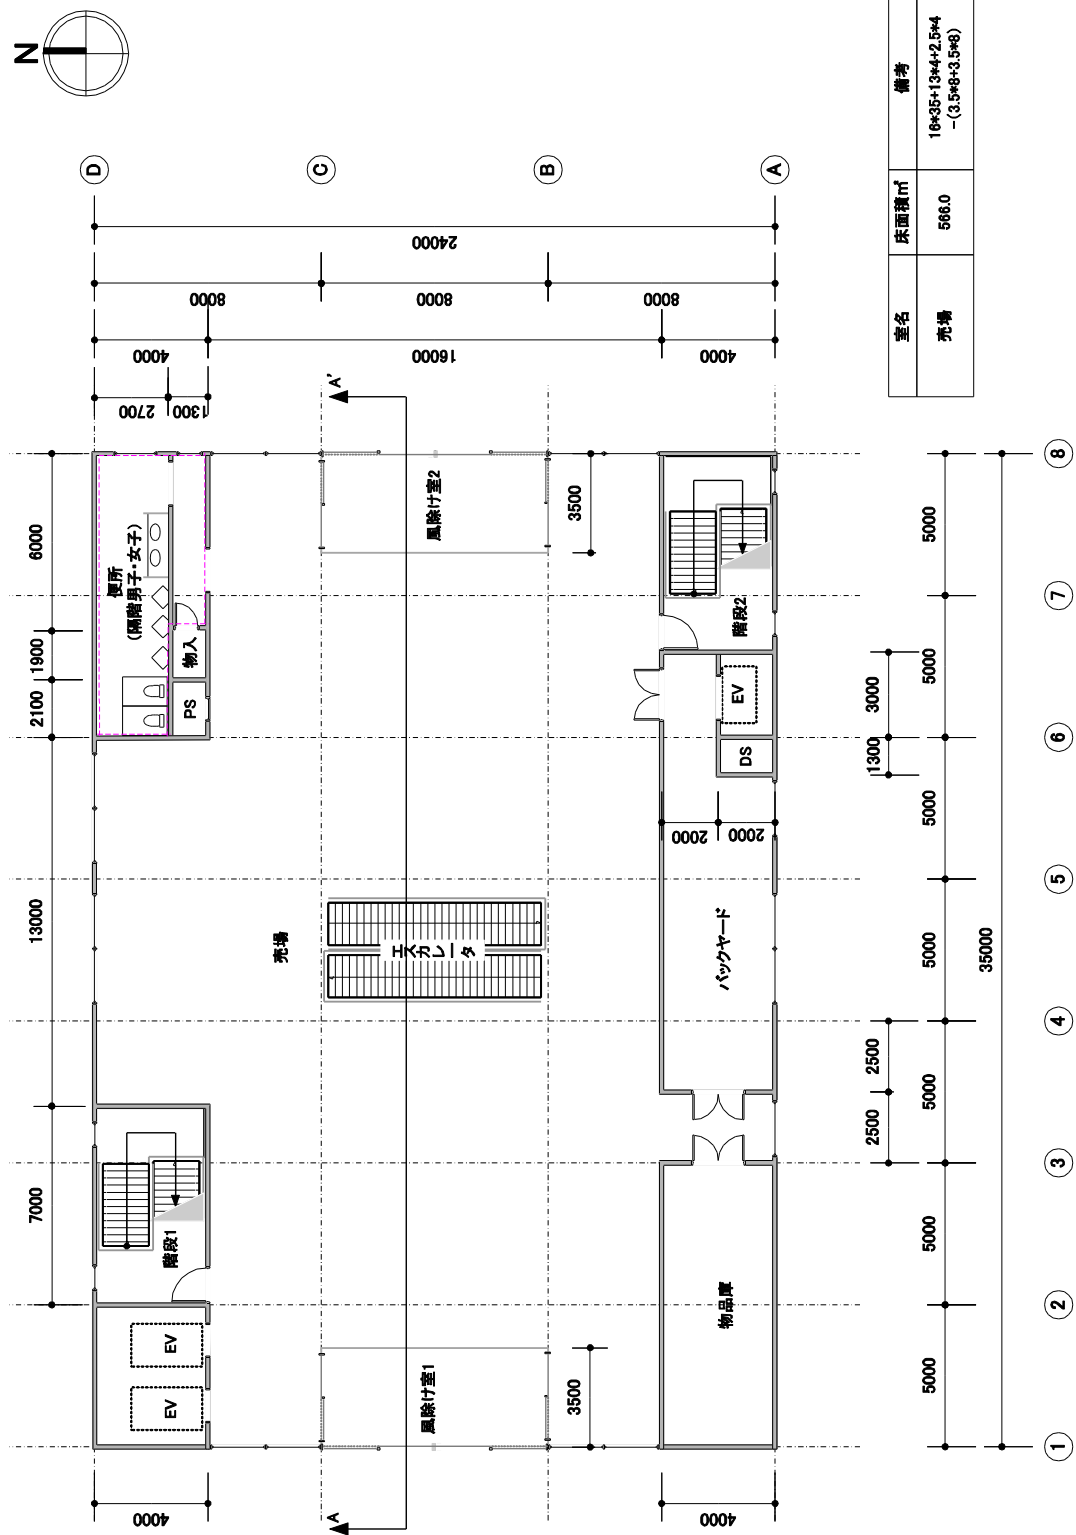 N
D
C
B
A
24000
8000
8000
8000
4000
16000
4000
2700
1300
室名
床面積㎡
備考
売場
566.0
16*35+13*4+2.5*4
-(3.5*8+3.5*8)
A'
6000
1900
2100
13000
7000
4000
便所
(隔階男子・女子)
物入
PS
風除け室2
3500
階段2
EV
DS
3000
1300
2000
2000
売場
エスカレータ
バックヤード
2500
2500
階段1
EV
EV
風除け室1
3500
物品庫
4000
A
5000
5000
5000
5000
5000
5000
5000
35000
8
7
6
5
4
3
2
1